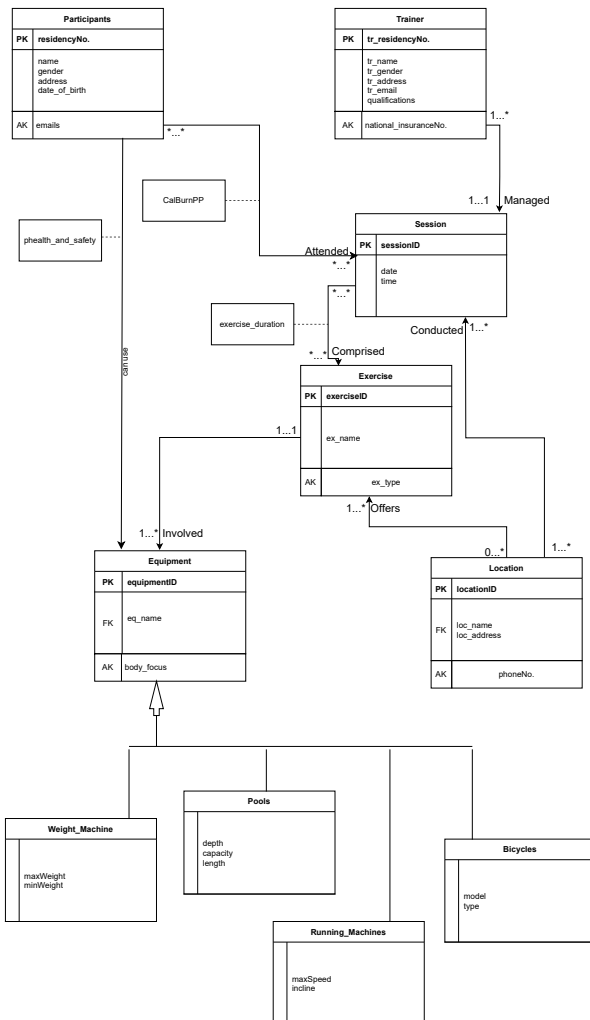 Participants
PK residencyNo.
name
gender
address
date_of_birth
AK emails
*...*
Trainer
PK tr_residencyNo.
tr_name
tr_gender
tr_address
tr_email
qualifications
AK national_insuranceNo.
1...*
CalBurnPP
phealth_and_safety
1...1 Managed
Session
PK sessionID
date
time
Attended
*...*
*...*
exercise_duration
Conducted 1...*
*...* Comprised
can use
Exercise
PK exerciseID
ex_name
AK ex_type
1...1
1...* Offers
1...* Involved
0...*
1...*
Equipment
PK equipmentID
FK eq_name
AK body_focus
Location
PK locationID
FK loc_name
loc_address
AK phoneNo.
Weight_Machine
maxWeight
minWeight
Pools
depth
capacity
length
Bicycles
model
type
Running_Machines
maxSpeed
incline